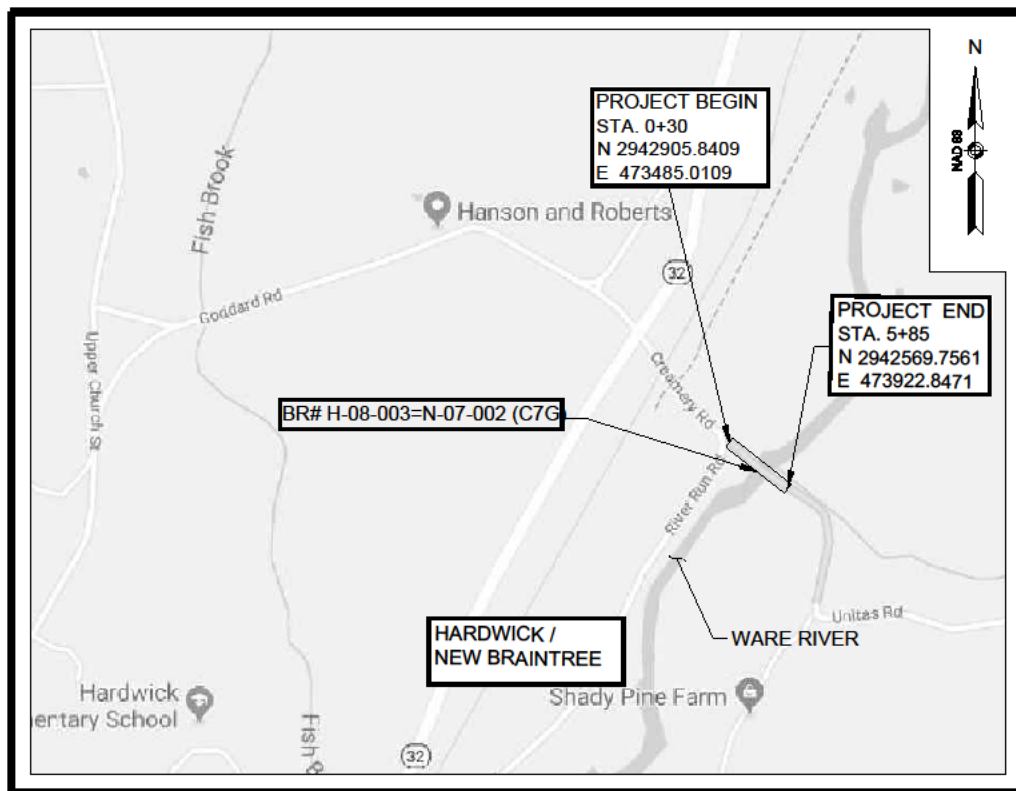 N
NAD 83
PROJECT BEGIN
STA. 0+30
N 2942905.8409
E 473485.0109
Fish Brook
Hanson and Roberts
32
Goddard Rd
PROJECT END
STA. 5+85
N 2942569.7561
E 473922.8471
Upper Church St
Creamery Rd
BR# H-08-003=N-07-002 (C7G
River Run Rd
HARDWICK /
NEW BRAINTREE
Unitas Rd
WARE RIVER
Hardwick
mentary School
Shady Pine Farm
Fish B
32